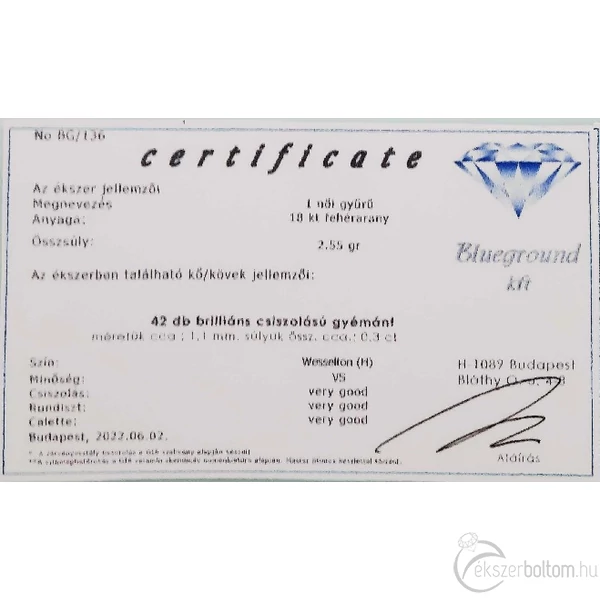 No BG/136
certificate
Az ékszer jellemzői
Megnevezés 1 női gyűrű
Anyaga: 18 kt fehérarany
Összsúly: 2.55 gr
Blueground
kft
Az ékszerben található kő/kövek jellemzői:
42 db brilliáns csiszolású gyémánt
méretük cca ; 1,1 mm. súlyuk össz. cca.: 0.3 ct
Szín: Wesselton (H)
Minőség: VS
Csiszolás: very good
Rundiszt: very good
Calette: very good
Budapest, 2022.06.02.
H-1089 Budapest
Bláthy O. u. 4-8
Aláírás
ékszerboltom.hu